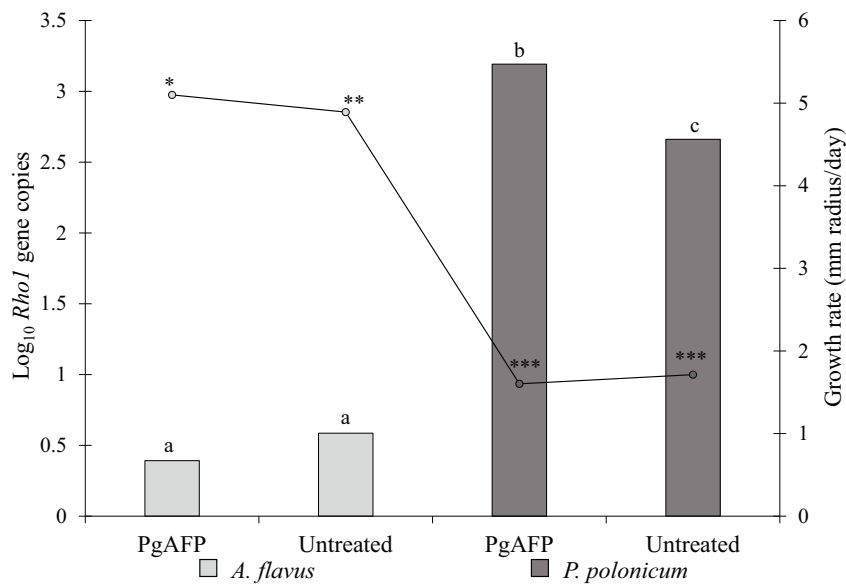 3.5
3
2.5
2
1.5
1
0.5
0
Log10 Rho1 gene copies
*
**
***
***
a
a
b
c
6
5
4
3
2
1
0
Growth rate (mm radius/day)
PgAFP Untreated PgAFP Untreated
A. flavus P. polonicum